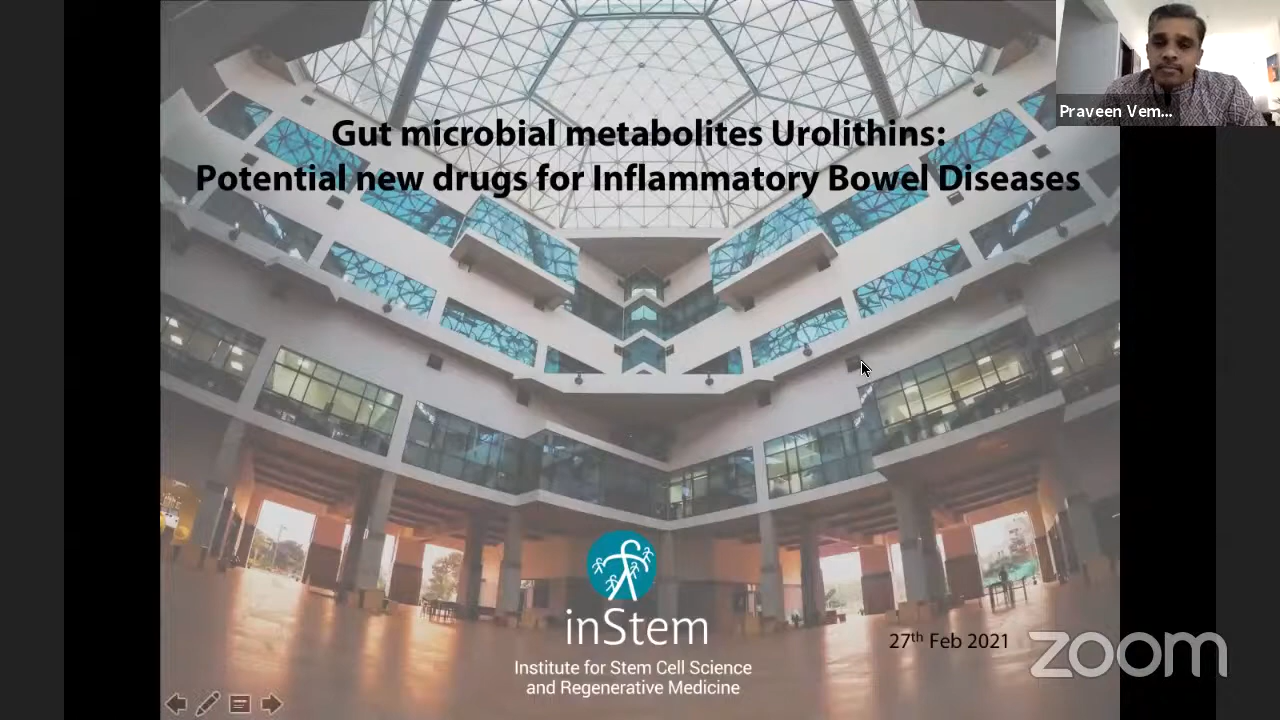 Praveen Vem...
Gut microbial metabolites Urolithins:
Potential new drugs for Inflammatory Bowel Diseases
inStem
Institute for Stem Cell Science
and Regenerative Medicine
27th Feb 2021
zoom